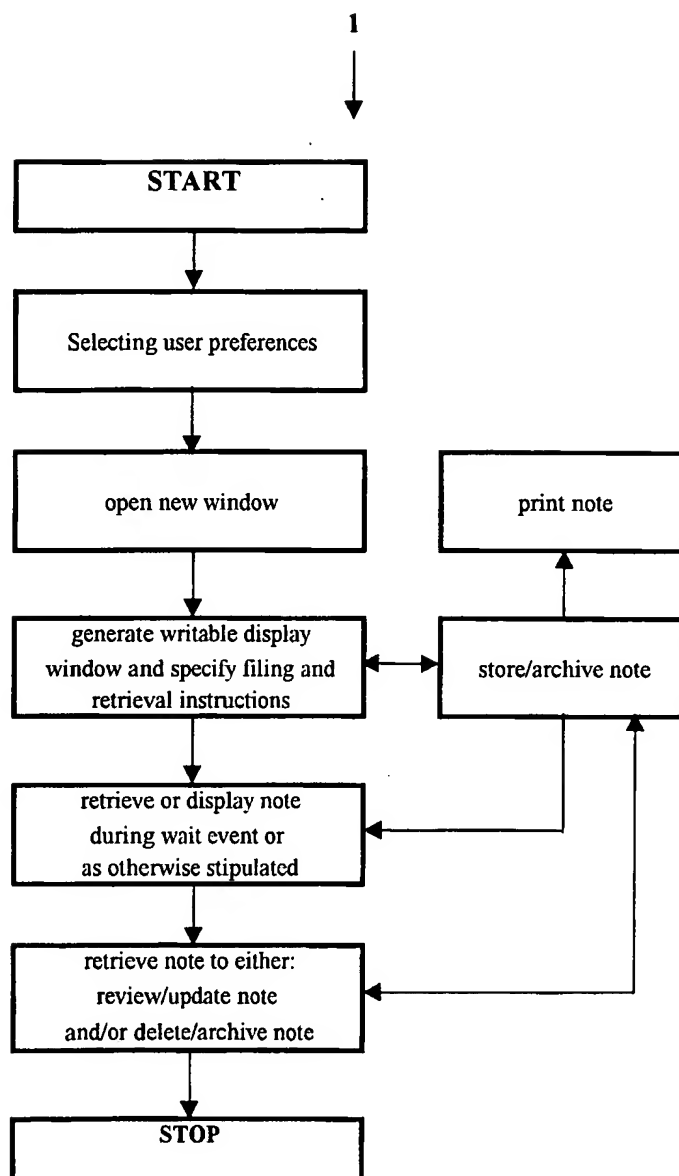 1
START
Selecting user preferences
open new window
print note
generate writable display
window and specify filing and
retrieval instructions
store/archive note
retrieve or display note
during wait event or
as otherwise stipulated
retrieve note to either:
review/update note
and/or delete/archive note
STOP